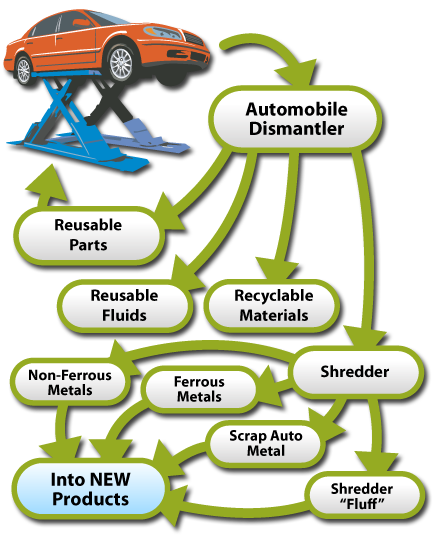 Automobile
Dismantler
Reusable
Parts
Reusable
Fluids
Recyclable
Materials
Shredder
Non-Ferrous
Metals
Ferrous
Metals
Scrap Auto
Metal
Into NEW
Products
Shredder
“Fluff”